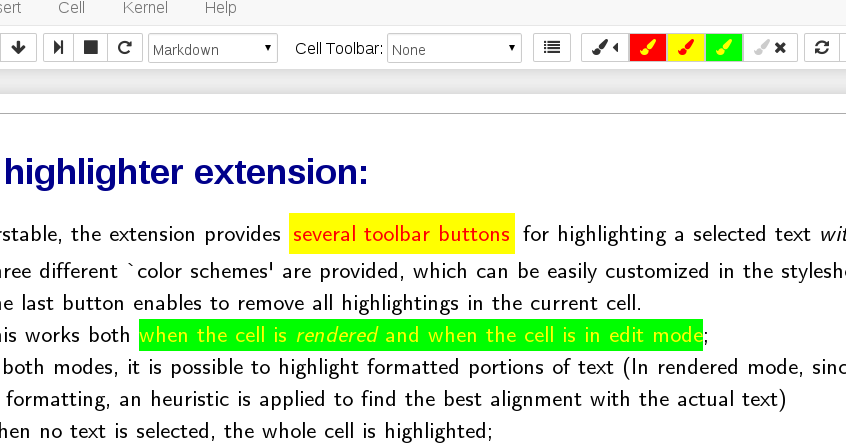 sert Cell Kernel Help
Markdown Cell Toolbar: None
highlighter extension:
rstable, the extension provides several toolbar buttons for highlighting a selected text wit
ree different `color schemes' are provided, which can be easily customized in the stylesh
e last button enables to remove all highlightings in the current cell.
is works both when the cell is rendered and when the cell is in edit mode;
both modes, it is possible to highlight formatted portions of text (In rendered mode, sinc
formatting, an heuristic is applied to find the best alignment with the actual text)
hen no text is selected, the whole cell is highlighted;